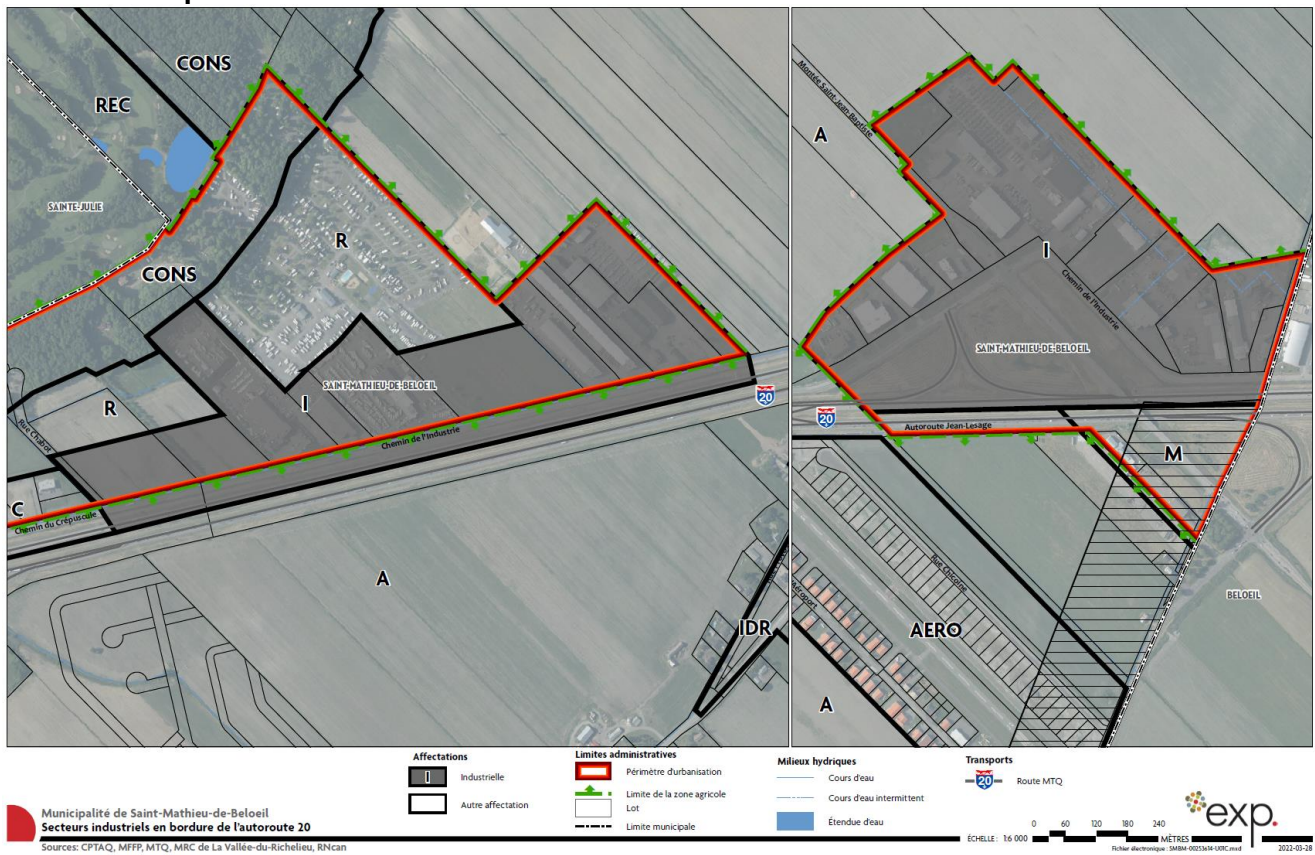 CONS
REC
SAINTE-JULIE
CONS
R
R
I
SAINT-MATHIEU-DE-BELOEIL
Rue Chabot
C
Chemin du Crépuscule
Chemin de l'Industrie
20
A
IDR
Montée Saint-Jean-Baptiste
A
I
Chemin de l'Industrie
SAINT-MATHIEU-DE-BELOEIL
20
Autoroute Jean-Lesage
M
Rue Chicoine
BELOEIL
AERO
A
Affectations
I Industrielle
Autre affectation
Limites administratives
Périmètre d'urbanisation
Limite de la zone agricole
Lot
Limite municipale
Milieux hydriques
Cours d'eau
Cours d'eau intermittent
Étendue d'eau
Transports
20 Route MTQ
Municipalité de Saint-Mathieu-de-Beloeil
Secteurs industriels en bordure de l'autoroute 20
Sources: CPTAQ, MFFP, MTQ, MRC de La Vallée-du-Richelieu, RNcan
ÉCHELLE : 1:6 000
0 60 120 180 240
MÈTRES
exp.
2022-03-28